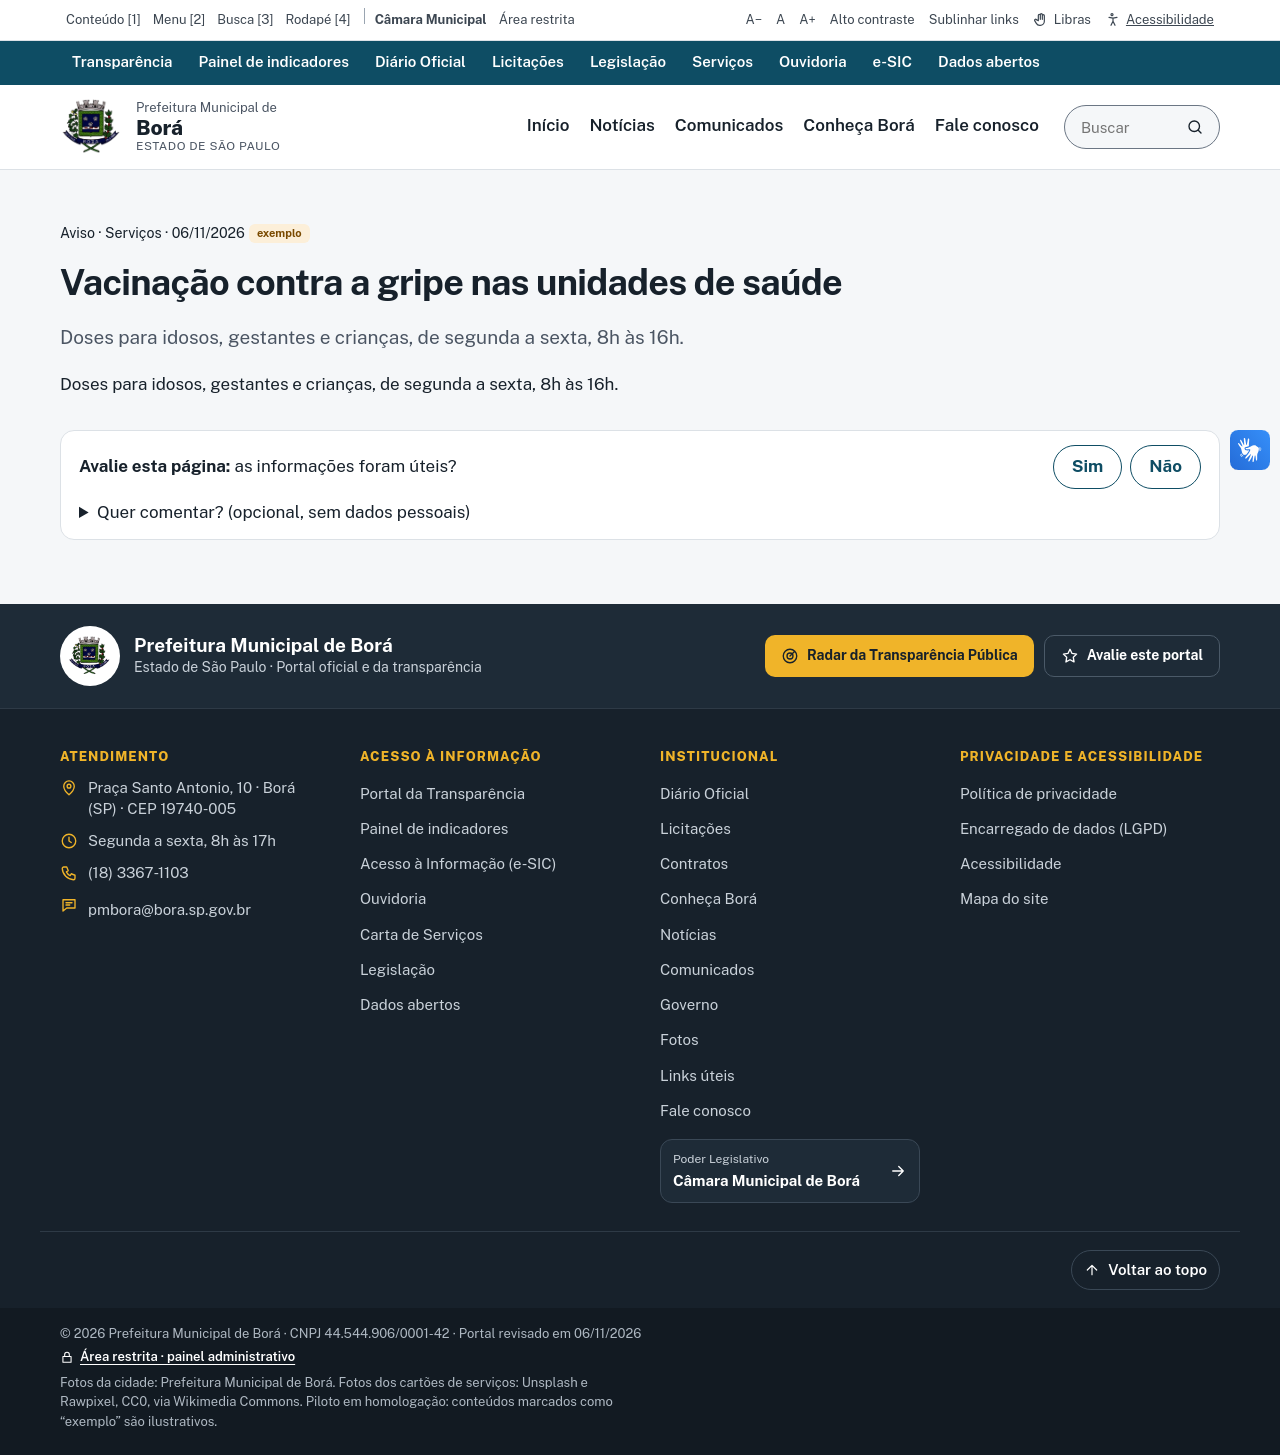 Conteúdo [1] Menu [2] Busca [3] Rodapé [4] Câmara Municipal Área restrita A− A A+ Alto contraste Sublinhar links Libras Acessibilidade
Transparência Painel de indicadores Diário Oficial Licitações Legislação Serviços Ouvidoria e-SIC Dados abertos
Prefeitura Municipal de
Borá
ESTADO DE SÃO PAULO
Início Notícias Comunicados Conheça Borá Fale conosco Buscar
Aviso · Serviços · 06/11/2026 exemplo
Vacinação contra a gripe nas unidades de saúde
Doses para idosos, gestantes e crianças, de segunda a sexta, 8h às 16h.
Doses para idosos, gestantes e crianças, de segunda a sexta, 8h às 16h.
Avalie esta página: as informações foram úteis? Sim Não
Quer comentar? (opcional, sem dados pessoais)
Prefeitura Municipal de Borá
Estado de São Paulo · Portal oficial e da transparência
Radar da Transparência Pública Avalie este portal
ATENDIMENTO
Praça Santo Antonio, 10 · Borá
(SP) · CEP 19740-005
Segunda a sexta, 8h às 17h
(18) 3367-1103
pmbora@bora.sp.gov.br
ACESSO À INFORMAÇÃO
Portal da Transparência
Painel de indicadores
Acesso à Informação (e-SIC)
Ouvidoria
Carta de Serviços
Legislação
Dados abertos
INSTITUCIONAL
Diário Oficial
Licitações
Contratos
Conheça Borá
Notícias
Comunicados
Governo
Fotos
Links úteis
Fale conosco
Poder Legislativo
Câmara Municipal de Borá
PRIVACIDADE E ACESSIBILIDADE
Política de privacidade
Encarregado de dados (LGPD)
Acessibilidade
Mapa do site
Voltar ao topo
© 2026 Prefeitura Municipal de Borá · CNPJ 44.544.906/0001-42 · Portal revisado em 06/11/2026
Área restrita · painel administrativo
Fotos da cidade: Prefeitura Municipal de Borá. Fotos dos cartões de serviços: Unsplash e
Rawpixel, CC0, via Wikimedia Commons. Piloto em homologação: conteúdos marcados como
“exemplo” são ilustrativos.